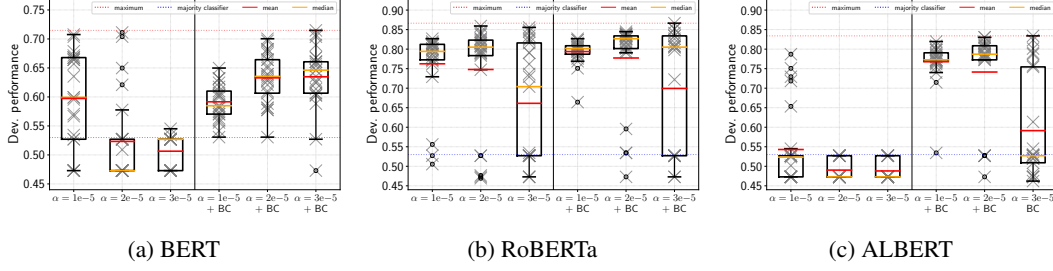 maximum majority classifier mean median
Dev. performance
0.75
0.70
0.65
0.60
0.55
0.50
0.45
α = 1e-5 α = 2e-5 α = 3e-5 α = 1e-5 α = 2e-5 α = 3e-5
+ BC + BC + BC
(a) BERT
maximum majority classifier mean median
Dev. performance
0.90
0.85
0.80
0.75
0.70
0.65
0.60
0.55
0.50
0.45
α = 1e-5 α = 2e-5 α = 3e-5 α = 1e-5 α = 2e-5 α = 3e-5
+ BC + BC + BC
(b) RoBERTa
maximum majority classifier mean median
Dev. performance
0.90
0.85
0.80
0.75
0.70
0.65
0.60
0.55
0.50
0.45
α = 1e-5 α = 2e-5 α = 3e-5 α = 1e-5 α = 2e-5 α = 3e-5
+ BC + BC BC
(c) ALBERT